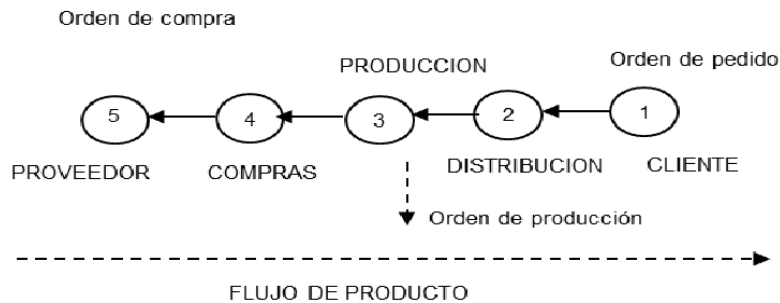 Orden de compra
PRODUCCION
Orden de pedido
5
4
3
2
1
PROVEEDOR
COMPRAS
DISTRIBUCION
CLIENTE
Orden de producción
FLUJO DE PRODUCTO